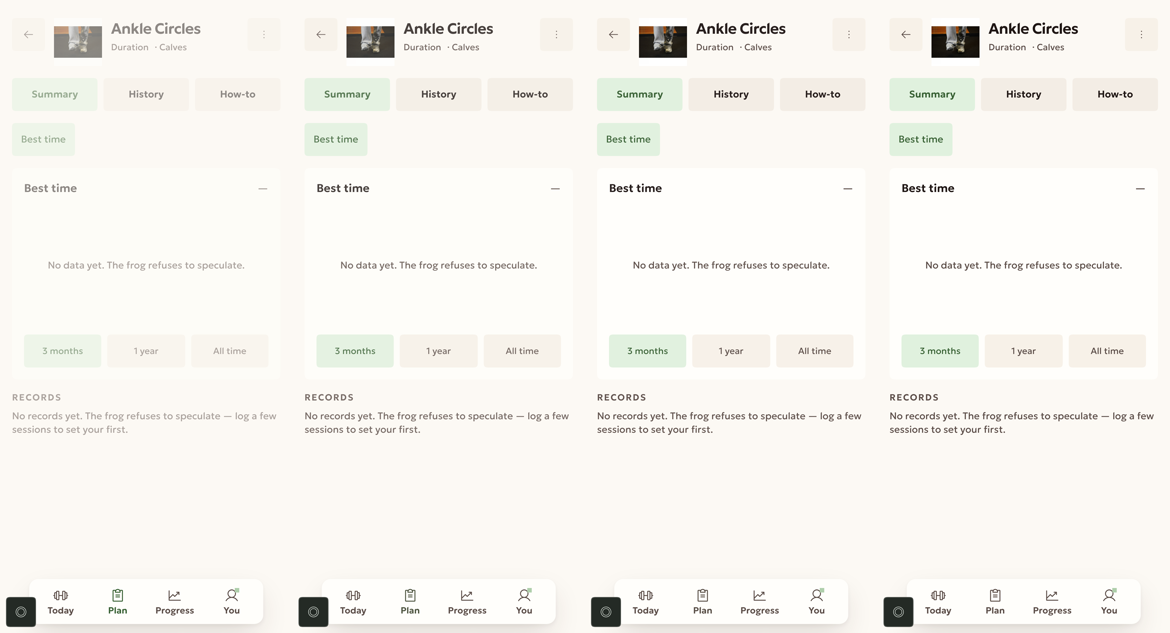 Ankle Circles
Duration · Calves
Summary
History
How-to
Best time
Best time
—
No data yet. The frog refuses to speculate.
3 months
1 year
All time
RECORDS
No records yet. The frog refuses to speculate — log a few
sessions to set your first.
Today
Plan
Progress
You
Ankle Circles
Duration · Calves
Summary
History
How-to
Best time
Best time
—
No data yet. The frog refuses to speculate.
3 months
1 year
All time
RECORDS
No records yet. The frog refuses to speculate — log a few
sessions to set your first.
Today
Plan
Progress
You
Ankle Circles
Duration · Calves
Summary
History
How-to
Best time
Best time
—
No data yet. The frog refuses to speculate.
3 months
1 year
All time
RECORDS
No records yet. The frog refuses to speculate — log a few
sessions to set your first.
Today
Plan
Progress
You
Ankle Circles
Duration · Calves
Summary
History
How-to
Best time
Best time
—
No data yet. The frog refuses to speculate.
3 months
1 year
All time
RECORDS
No records yet. The frog refuses to speculate — log a few
sessions to set your first.
Today
Plan
Progress
You